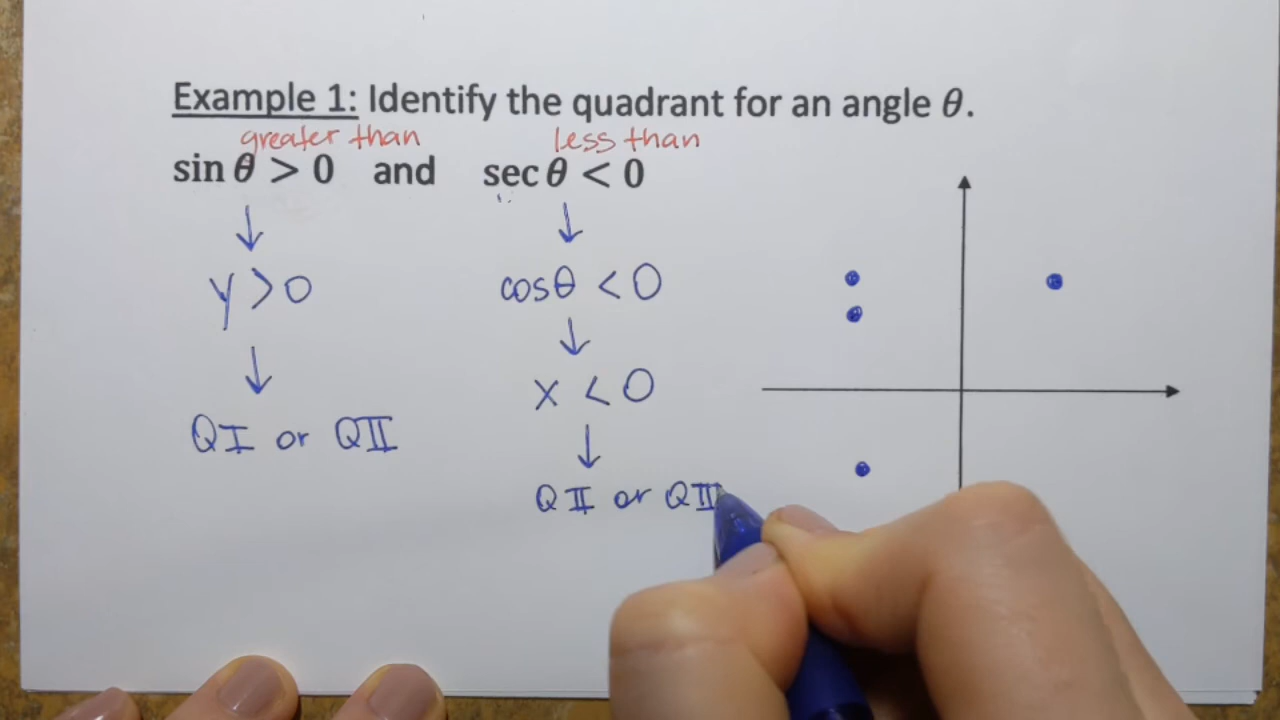 Example 1: Identify the quadrant for an angle θ.
greater than less than
sin θ > 0 and sec θ < 0
↓ ↓
y > 0 cosθ < 0
↓ ↓
x < 0
QI or QII ↓
QII or QIII